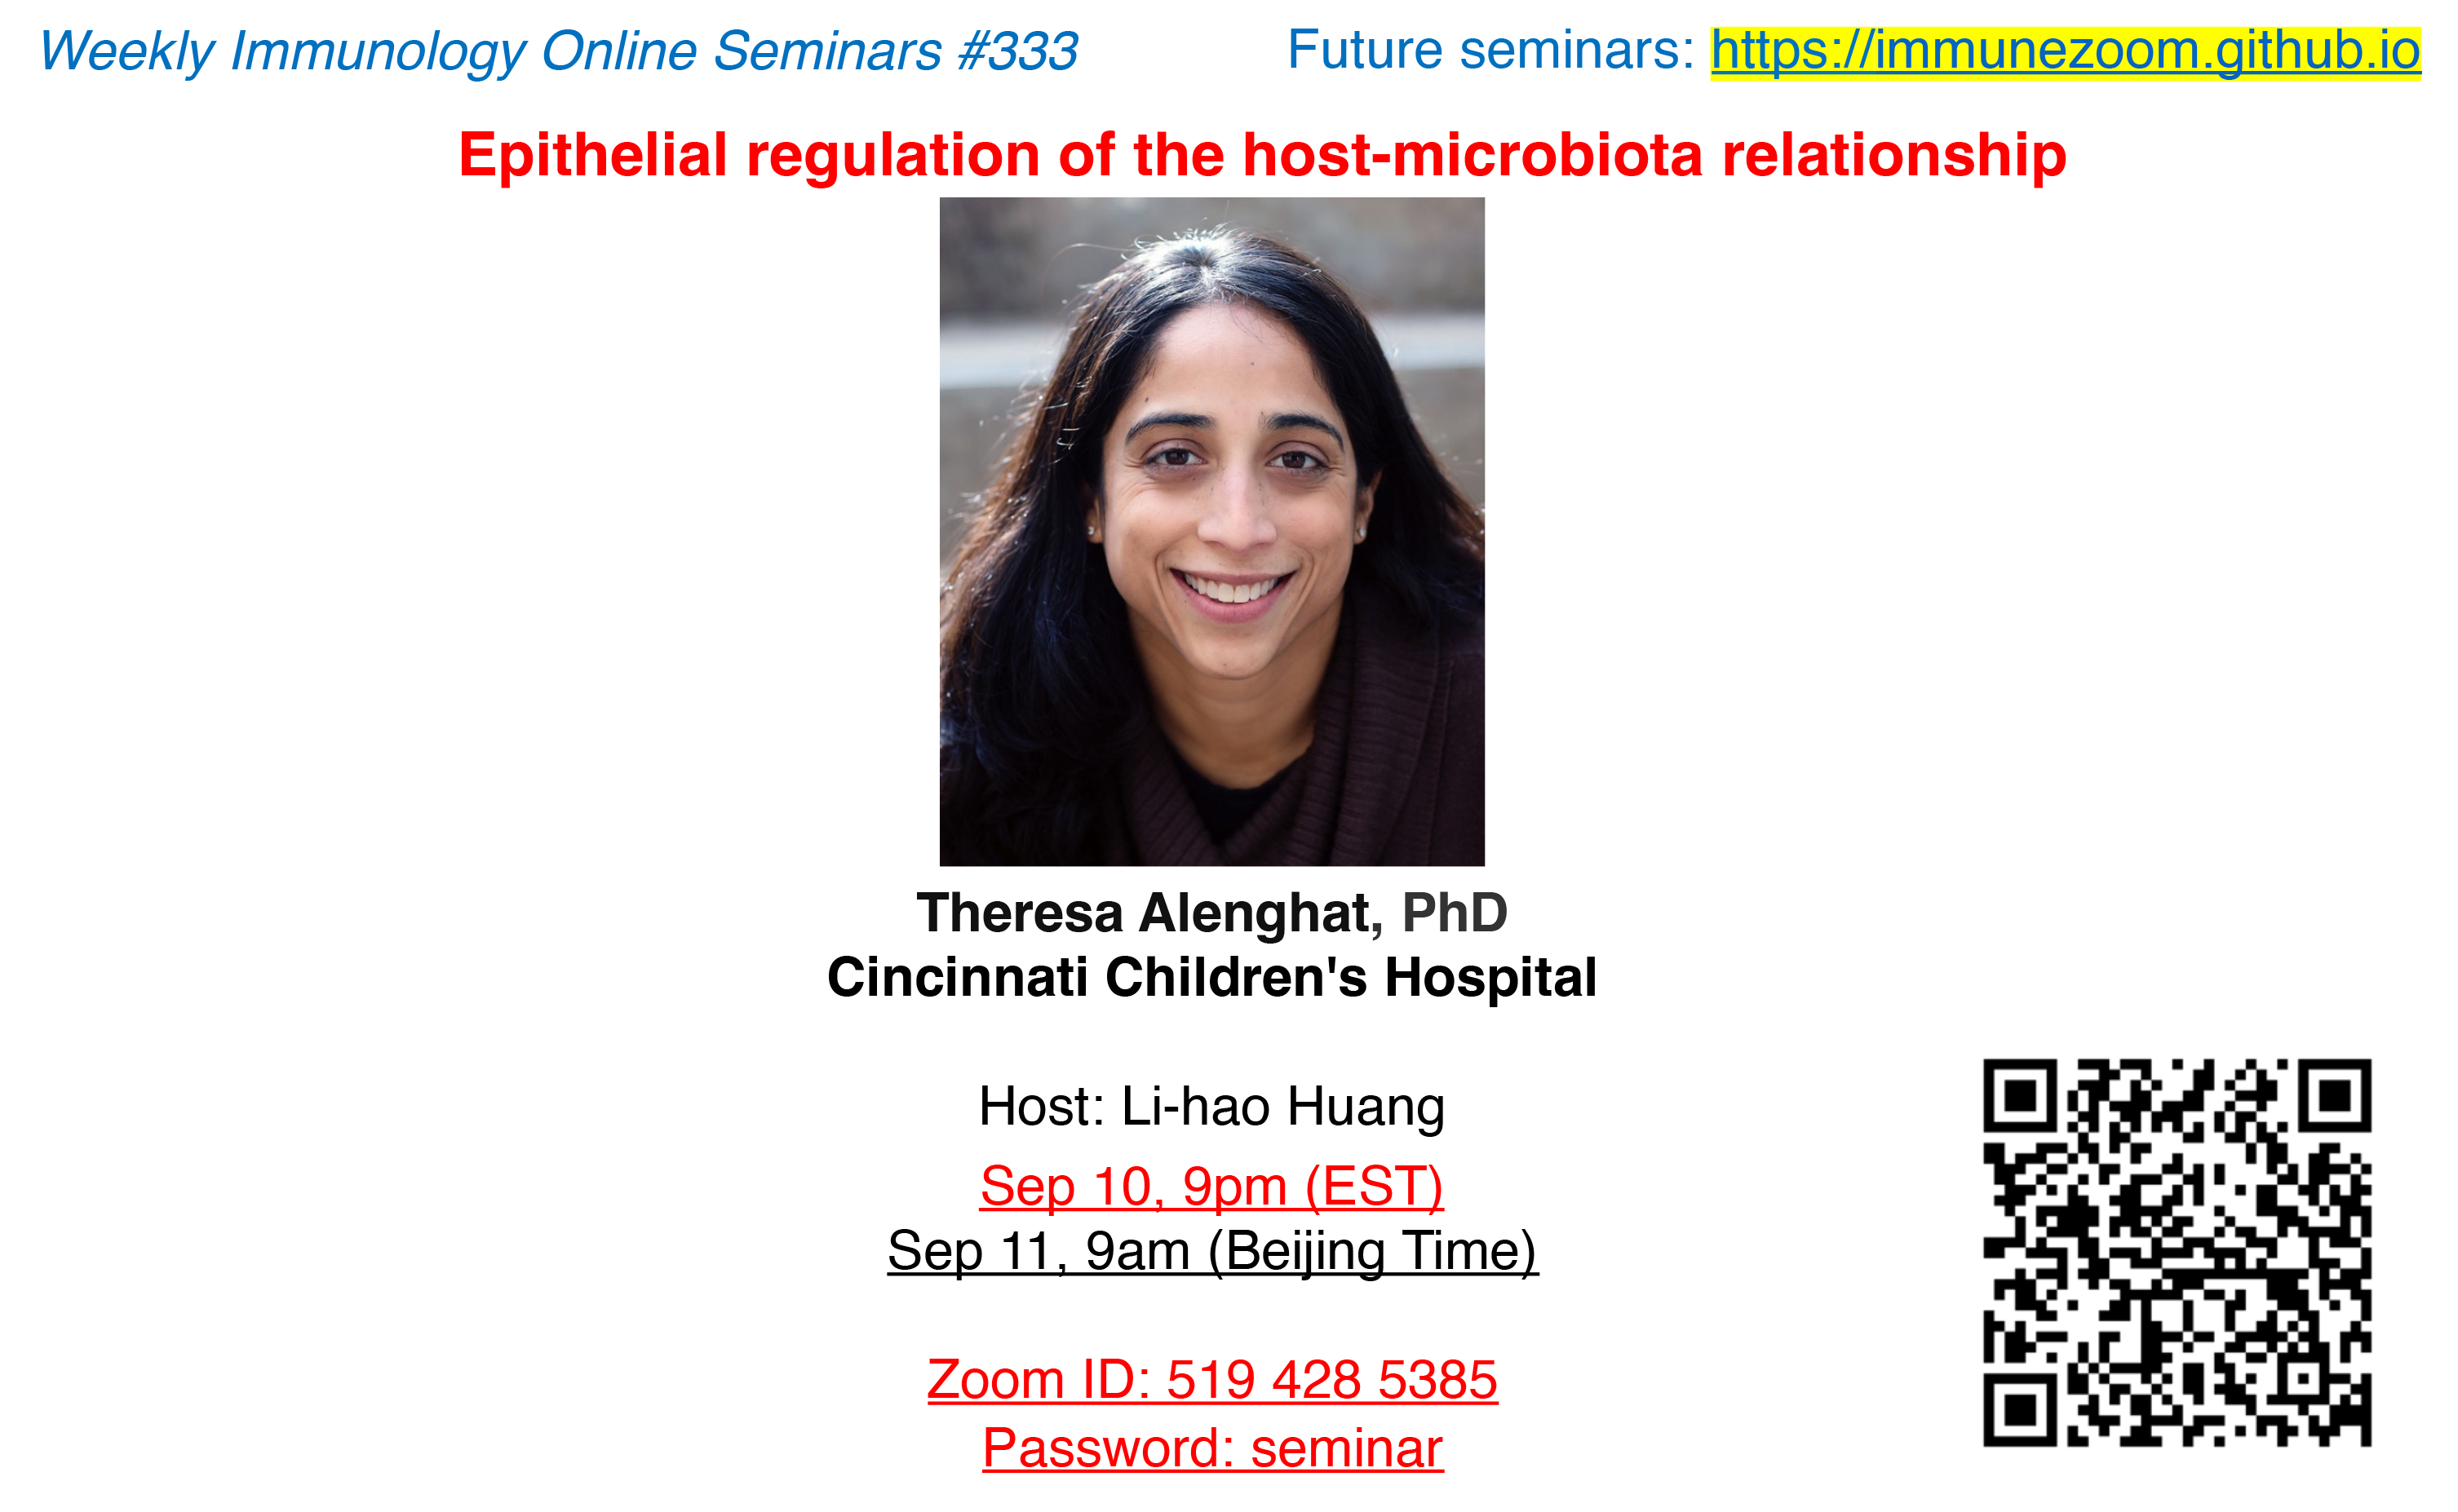 Weekly Immunology Online Seminars #333
Future seminars: https://immunezoom.github.io
Epithelial regulation of the host-microbiota relationship
Theresa Alenghat, PhD
Cincinnati Children's Hospital
Host: Li-hao Huang
Sep 10, 9pm (EST)
Sep 11, 9am (Beijing Time)
Zoom ID: 519 428 5385
Password: seminar